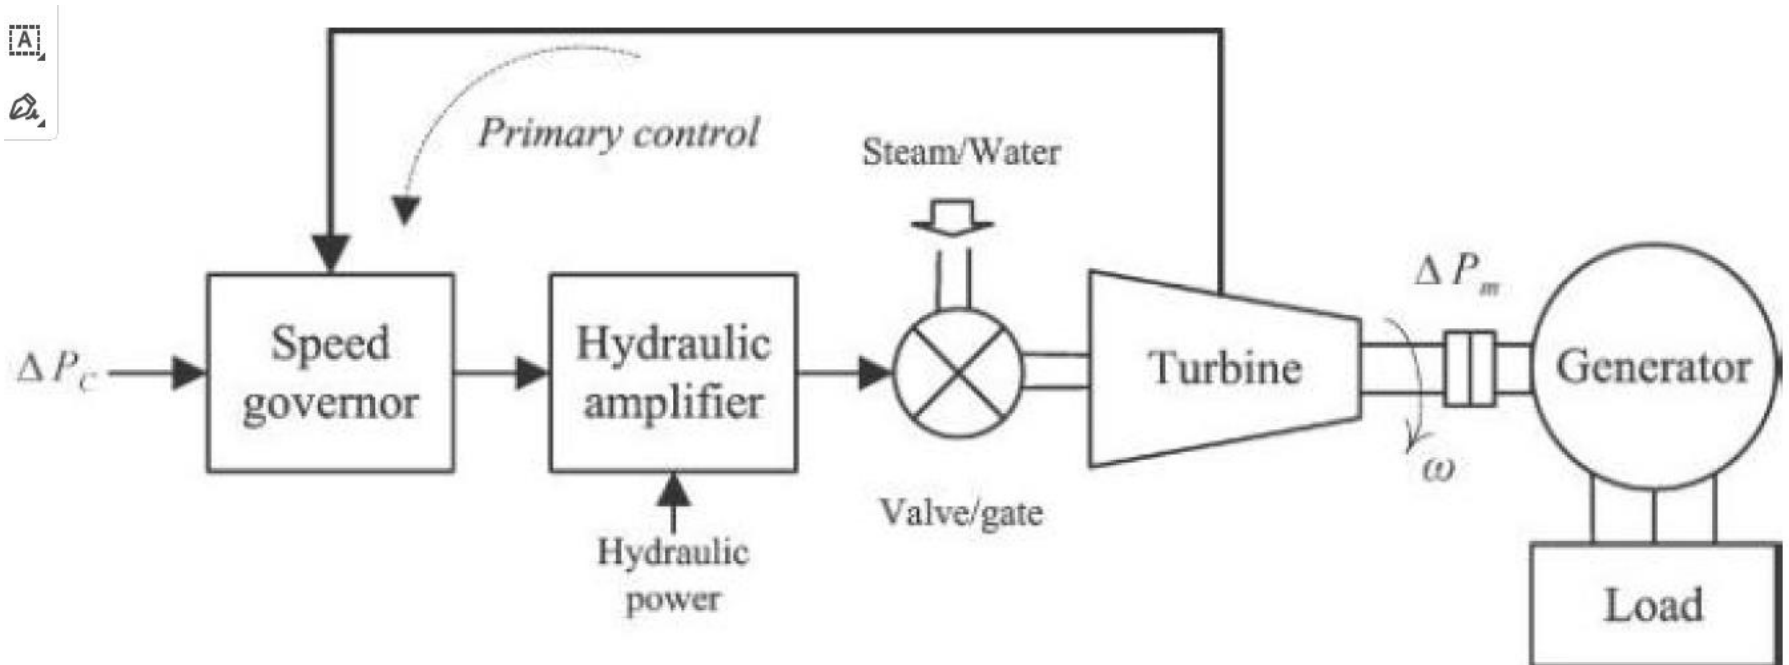 A
Primary control
Steam/Water
Δ P_m
Δ P_C
Speed
governor
Hydraulic
amplifier
Turbine
Generator
ω
Valve/gate
Hydraulic
power
Load